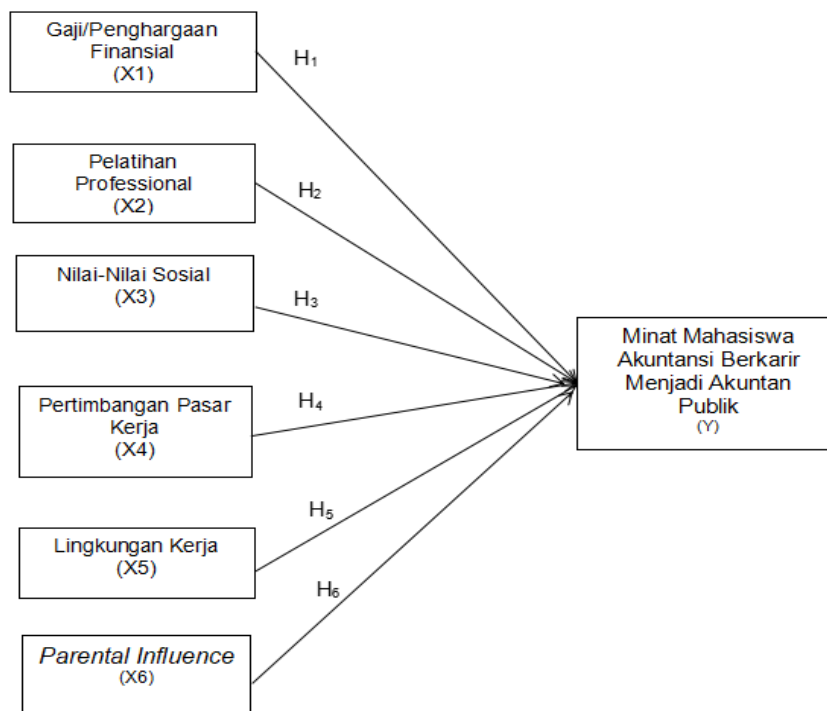 Gaji/Penghargaan
Finansial
(X1)
H₁
Pelatihan
Professional
(X2)
H₂
Nilai-Nilai Sosial
(X3)
H₃
Pertimbangan Pasar
Kerja
(X4)
H₄
Lingkungan Kerja
(X5)
H₅
Parental Influence
(X6)
H₆
Minat Mahasiswa
Akuntansi Berkarir
Menjadi Akuntan
Publik
(Y)